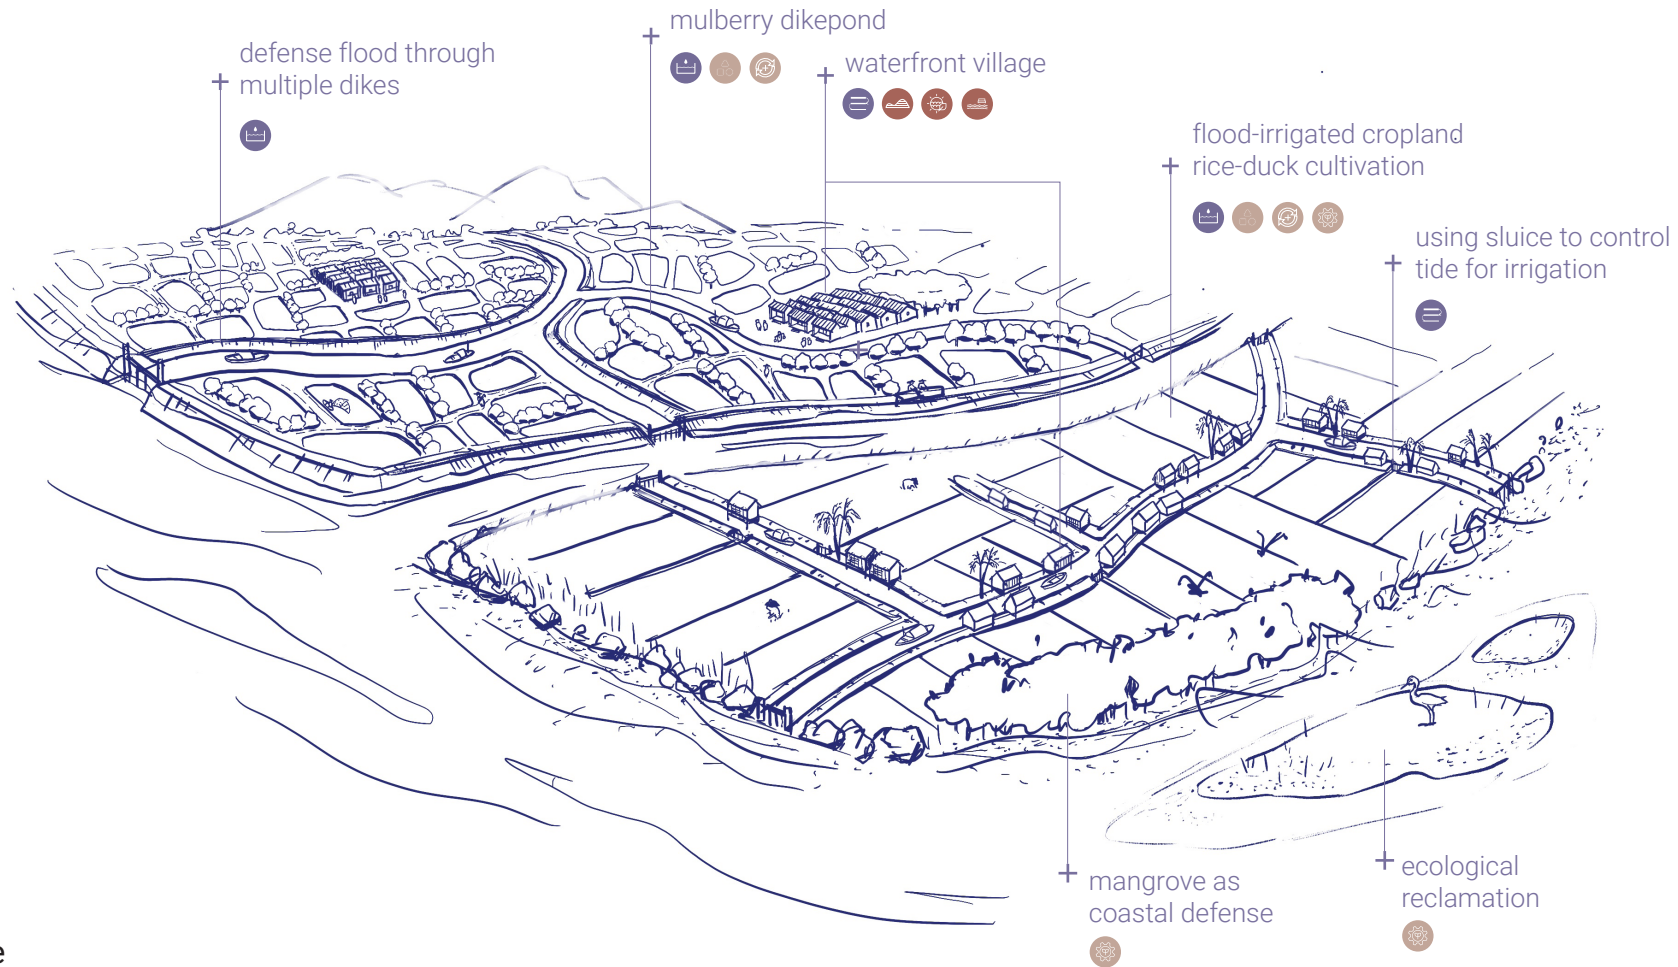 mulberry dikepond
defense flood through
multiple dikes
waterfront village
flood-irrigated cropland
rice-duck cultivation
using sluice to control
tide for irrigation
mangrove as
coastal defense
ecological
reclamation
e